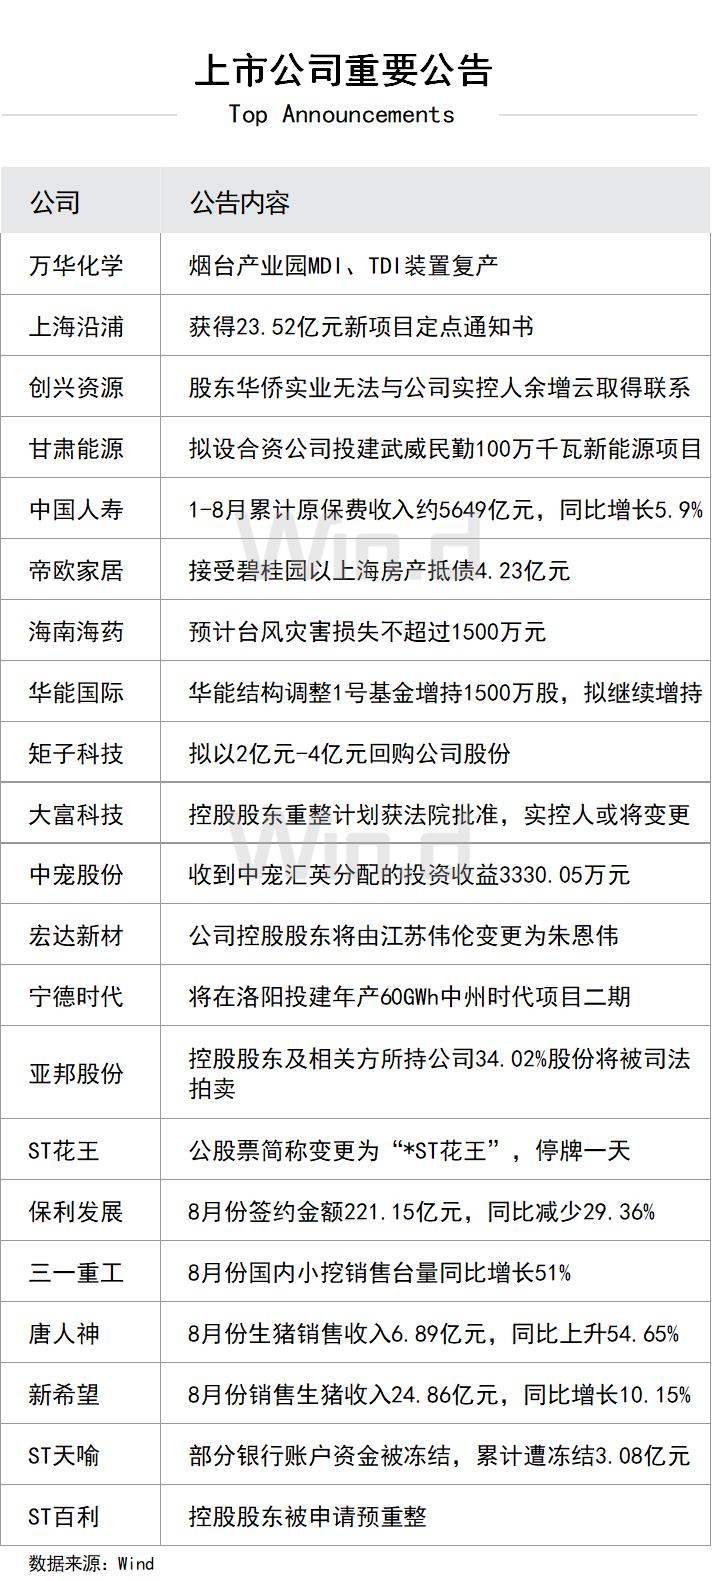 上市公司重要公告
Top Announcements
公司 公告内容
万华化学 烟台产业园MDI、TDI装置复产
上海沿浦 获得23.52亿元新项目定点通知书
创兴资源 股东华侨实业无法与公司实控人余增云取得联系
甘肃能源 拟设合资公司投建武威民勤100万千瓦新能源项目
中国人寿 1-8月累计原保费收入约5649亿元，同比增长5.9%
帝欧家居 接受碧桂园以上海房产抵债4.23亿元
海南海药 预计台风灾害损失不超过1500万元
华能国际 华能结构调整1号基金增持1500万股，拟继续增持
矩子科技 拟以2亿元-4亿元回购公司股份
大富科技 控股股东重整计划获法院批准，实控人或将变更
中宠股份 收到中宠汇英分配的投资收益3330.05万元
宏达新材 公司控股股东将由江苏伟伦变更为朱恩伟
宁德时代 将在洛阳投建年产60GWh中州时代项目二期
亚邦股份 控股股东及相关方所持公司34.02%股份将被司法
拍卖
ST花王 公股票简称变更为“*ST花王”，停牌一天
保利发展 8月份签约金额221.15亿元，同比减少29.36%
三一重工 8月份国内小挖销售台量同比增长51%
唐人神 8月份生猪销售收入6.89亿元，同比上升54.65%
新希望 8月份销售生猪收入24.86亿元，同比增长10.15%
ST天喻 部分银行账户资金被冻结，累计遭冻结3.08亿元
ST百利 控股股东被申请预重整
数据来源：Wind
Win.d
Win.d